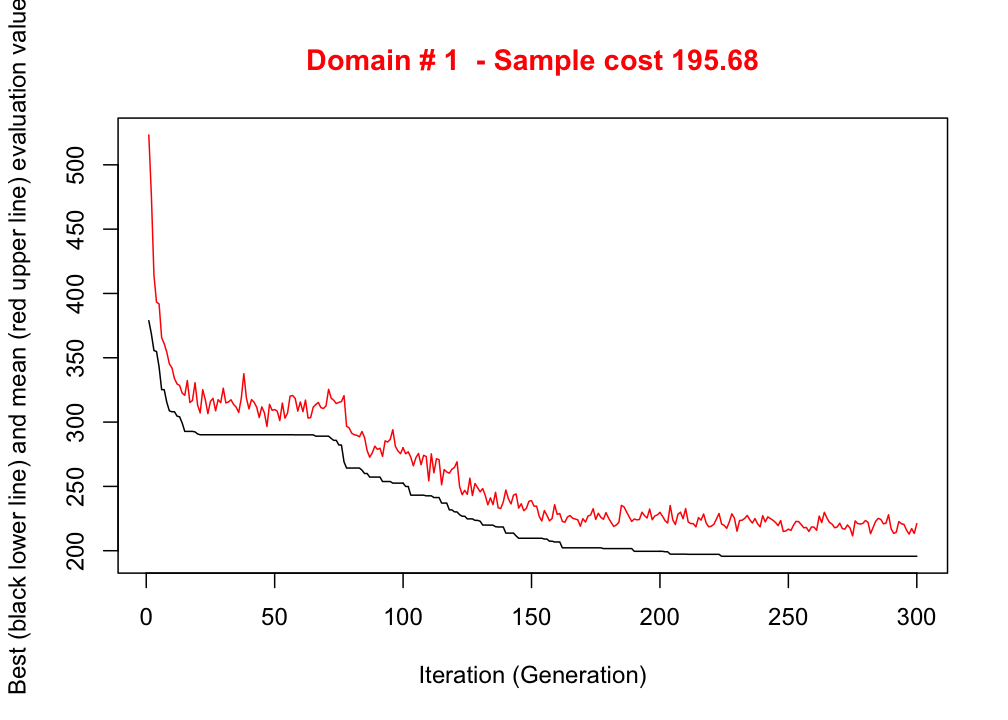 Domain # 1 - Sample cost 195.68
Best (black lower line) and mean (red upper line) evaluation value
500
450
400
350
300
250
200
0 50 100 150 200 250 300
Iteration (Generation)